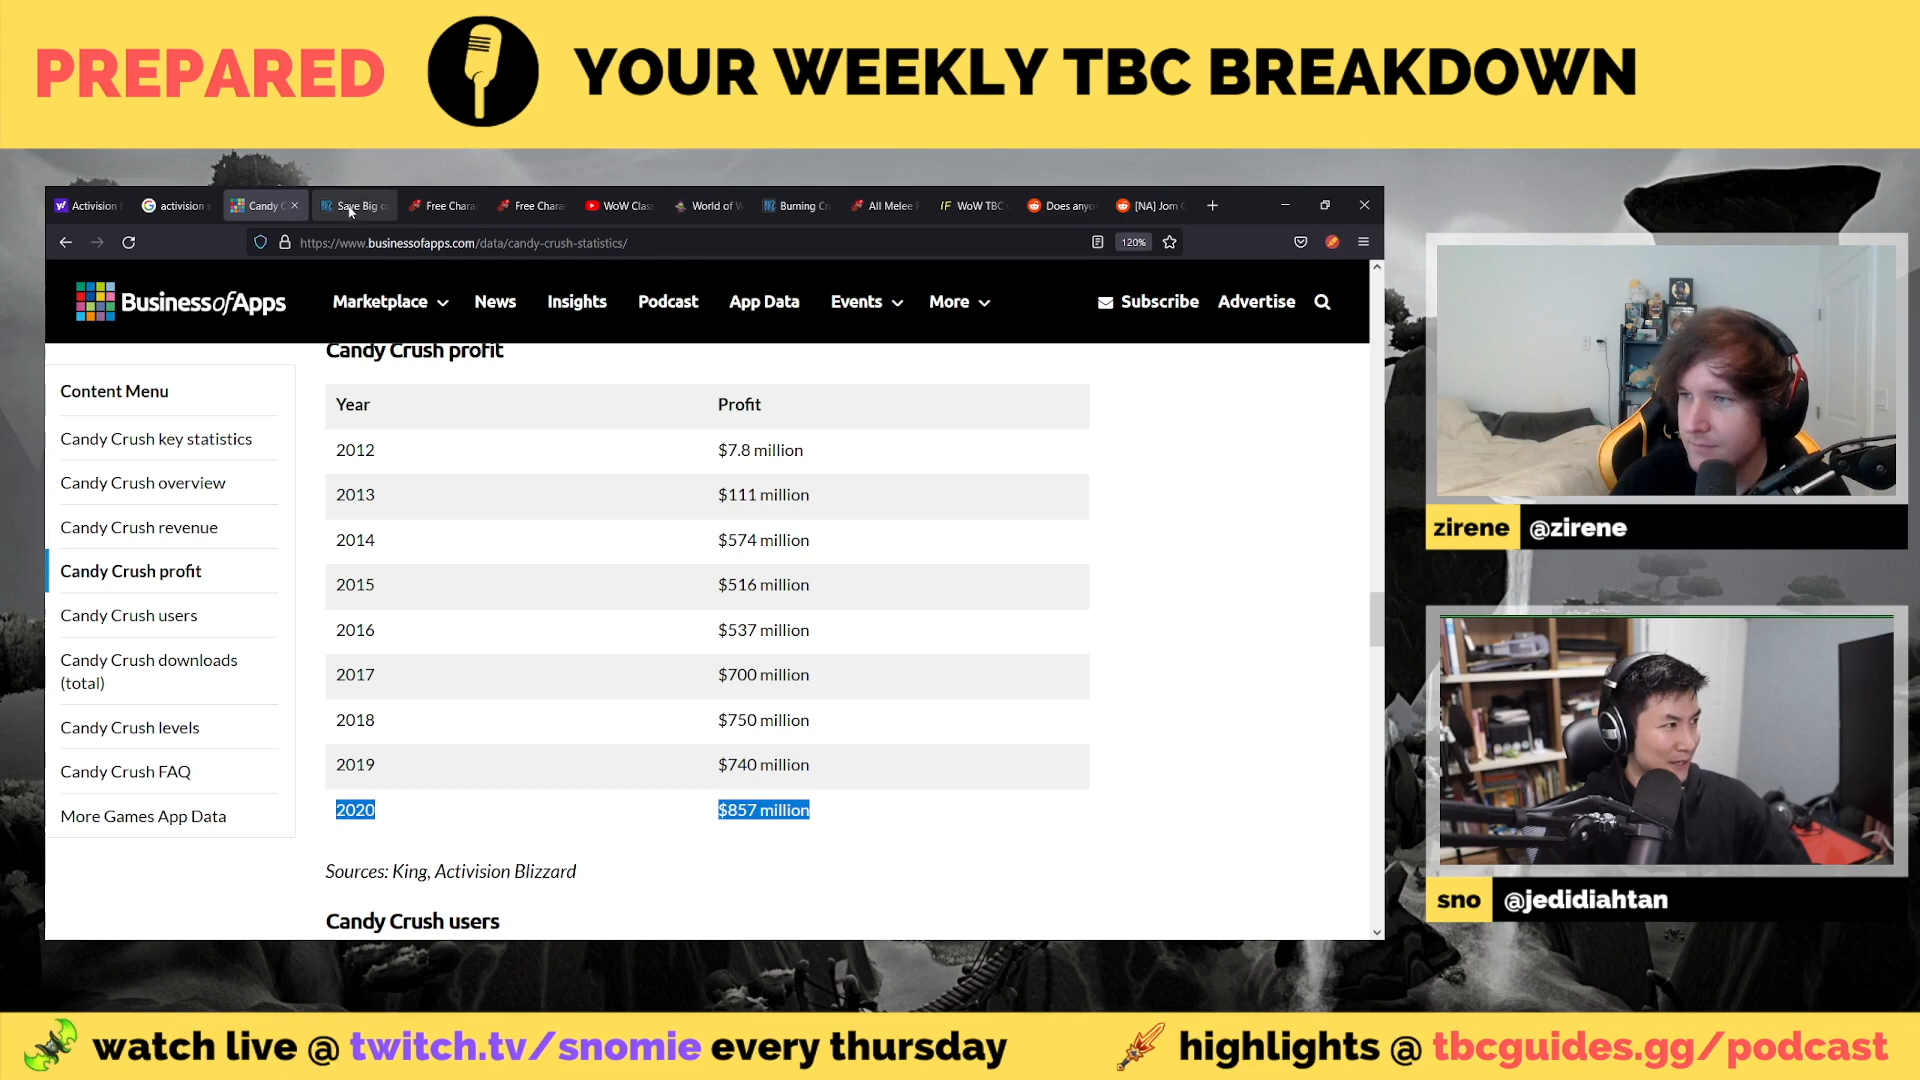 PREPARED YOUR WEEKLY TBC BREAKDOWN
Activision activision s Candy C Save Big o Free Chara Free Chara WoW Clas World of W Burning Cr All Melee F WoW TBC Does anyo [NA] Jom
https://www.businessofapps.com/data/candy-crush-statistics/ 120%
BusinessofApps Marketplace News Insights Podcast App Data Events More Subscribe Advertise
Candy Crush profit
Content Menu
Candy Crush key statistics
Candy Crush overview
Candy Crush revenue
Candy Crush profit
Candy Crush users
Candy Crush downloads
(total)
Candy Crush levels
Candy Crush FAQ
More Games App Data
Year Profit
2012 $7.8 million
2013 $111 million
2014 $574 million
2015 $516 million
2016 $537 million
2017 $700 million
2018 $750 million
2019 $740 million
2020 $857 million
Sources: King, Activision Blizzard
Candy Crush users
zirene @zirene
sno @jedidiahtan
watch live @ twitch.tv/snomie every thursday
highlights @ tbcguides.gg/podcast